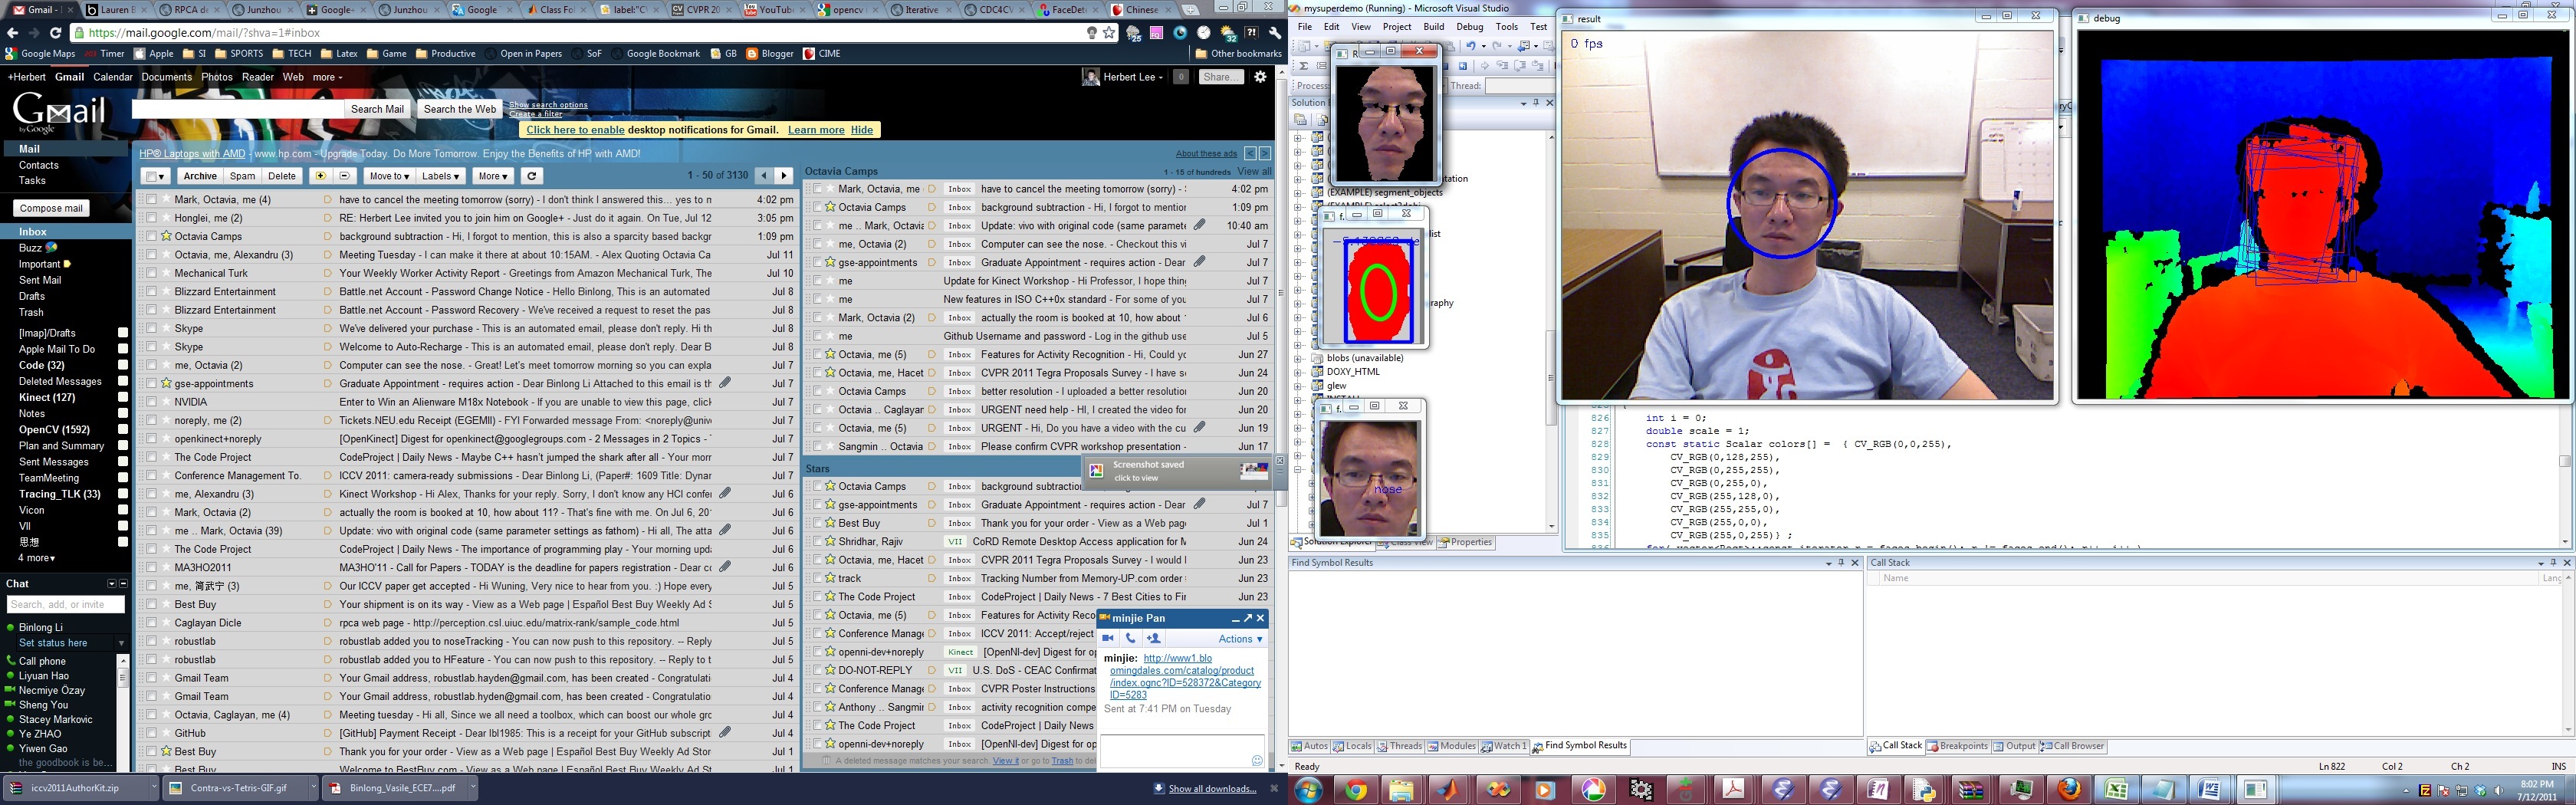 Gmail - I
Lauren B
RPCA d
Junzhou
Google+
Junzhou
Google
Class Fo
label:"C
CVPR 20
YouTub
opencv
Iterative
CDC4CV
FaceDet
Chinese
https://mail.google.com/mail/?shva=1#inbox
Google Maps
Timer
Apple
SI
SPORTS
TECH
Latex
Game
Productive
Open in Papers
SoF
Google Bookmark
GB
Blogger
CIME
Other bookmarks
+Herbert Gmail Calendar Documents Photos Reader Web more
Herbert Lee
0
Share...
Gmail
by Google
Search Mail
Search the Web
Show search options
Create a filter
Click here to enable desktop notifications for Gmail. Learn more Hide
Mail
Contacts
Tasks
Compose mail
Inbox
Buzz
Important
Sent Mail
Drafts
Trash
[Imap]/Drafts
Apple Mail To Do
Code (32)
Deleted Messages
Kinect (127)
Notes
OpenCV (1592)
Plan and Summary
Sent Messages
TeamMeeting
Tracing_TLK (33)
Vicon
VII
思想
4 more
Chat
Search, add, or invite
Binlong Li
Set status here
Call phone
Liyuan Hao
Necmiye Özay
Sheng You
Stacey Markovic
Ye ZHAO
Yiwen Gao
the goodbook is be...
HP® Laptops with AMD - www.hp.com - Upgrade Today. Do More Tomorrow. Enjoy the Benefits of HP with AMD!
About these ads
Archive Spam Delete Move to Labels More
1 - 50 of 3130
Mark, Octavia, me (4) have to cancel the meeting tomorrow (sorry) - I don't think I answered this… yes to n 4:02 pm
Honglei, me (2) RE: Herbert Lee invited you to join him on Google+ - Just do it again. On Tue, Jul 12 3:05 pm
Octavia Camps background subtraction - Hi, I forgot to mention, this is also a sparcity based backgr 1:09 pm
Octavia, me, Alexandru (3) Meeting Tuesday - I can make it there at about 10:15AM. - Alex Quoting Octavia Ca Jul 11
Mechanical Turk Your Weekly Worker Activity Report - Greetings from Amazon Mechanical Turk, The Jul 10
Blizzard Entertainment Battle.net Account - Password Change Notice - Hello Binlong, This is an automated Jul 8
Blizzard Entertainment Battle.net Account - Password Recovery - We've received a request to reset the pas Jul 8
Skype We've delivered your purchase - This is an automated email, please don't reply. Hi th Jul 8
Skype Welcome to Auto-Recharge - This is an automated email, please don't reply. Dear B Jul 8
me, Octavia (2) Computer can see the nose. - Great! Let's meet tomorrow morning so you can expla Jul 7
gse-appointments Graduate Appointment - requires action - Dear Binlong Li Attached to this email is th Jul 7
NVIDIA Enter to Win an Alienware M18x Notebook - If you are unable to view this page, clicl Jul 7
noreply, me (2) Tickets.NEU.edu Receipt (EGEMII) - FYI Forwarded message From: <noreply@univ Jul 7
openkinect+noreply [OpenKinect] Digest for openkinect@googlegroups.com - 2 Messages in 2 Topics - Jul 7
The Code Project CodeProject | Daily News - Maybe C++ hasn't jumped the shark after all - Your morr Jul 7
Conference Management To. ICCV 2011: camera-ready submissions - Dear Binlong Li, (Paper#: 1609 Title: Dynar Jul 7
me, Alexandru (3) Kinect Workshop - Hi Alex, Thanks for your reply. Sorry, I don't know any HCI confer Jul 6
Mark, Octavia (2) actually the room is booked at 10, how about 11? - That's fine with me. On Jul 6, 20 Jul 6
me .. Mark, Octavia (39) Update: vivo with original code (same parameter settings as fathom) - Hi all, The atta Jul 6
The Code Project CodeProject | Daily News - The importance of programming play - Your morning upd Jul 6
MA3HO2011 MA3HO'11 - Call for Papers - TODAY is the deadline for papers registration - Dear cc Jul 6
me, 简武宁 (3) Our ICCV paper get accepted - Hi Wuning, Very nice to hear from you. :) Hope every Jul 5
Best Buy Your shipment is on its way - View as a Web page | Español Best Buy Weekly Ad S Jul 5
Caglayan Dicle rpca web page - http://perception.csl.uiuc.edu/matrix-rank/sample_code.html Jul 5
robustlab robustlab added you to noseTracking - You can now push to this repository. -- Reply t Jul 5
robustlab robustlab added you to HFeature - You can now push to this repository. -- Reply to t Jul 5
Gmail Team Your Gmail address, robustlab.hayden@gmail.com, has been created - Congratulati Jul 4
Gmail Team Your Gmail address, robustlab.hyden@gmail.com, has been created - Congratulatio Jul 4
Octavia, Caglayan, me (4) Meeting tuesday - Hi all, Since we all need a toolbox, which can boost our whole grc Jul 4
GitHub [GitHub] Payment Receipt - Dear lbl1985: This is a receipt for your GitHub subscripti Jul 4
Best Buy Thank you for your order - View as a Web page | Español Best Buy Weekly Ad Stor Jul 1
Best Buy Welcome to BestBuy.com - View as a Web page | Español Best Buy Weekly Ad Stor Jul 1
Octavia Camps 1 - 15 of hundreds View all
Mark, Octavia, me Inbox have to cancel the meeting tomorrow (sorry) - 4:02 pm
Octavia Camps Inbox background subtraction - Hi, I forgot to mentior 1:09 pm
me .. Mark, Octavia Inbox Update: vivo with original code (same paramete 10:40 am
me, Octavia (2) Inbox Computer can see the nose. - Checkout this vi Jul 7
gse-appointments Inbox Graduate Appointment - requires action - Dear Jul 7
me Update for Kinect Workshop - Hi Professor, I hope thin Jul 7
me New features in ISO C++0x standard - For some of you Jul 7
Mark, Octavia (2) Inbox actually the room is booked at 10, how about Jul 6
me Github Username and password - Log in the github use Jul 5
Octavia, me (5) Inbox Features for Activity Recognition - Hi, Could yo Jun 27
Octavia, me, Hacet Inbox CVPR 2011 Tegra Proposals Survey - I have s Jun 24
Octavia Camps Inbox better resolution - I uploaded a better resolution Jun 20
Octavia .. Caglayar Inbox URGENT need help - HI, I created the video for Jun 20
Octavia, me (5) Inbox URGENT - Hi, Do you have a video with the cu Jun 19
Sangmin .. Octavia Inbox Please confirm CVPR workshop presentation - Jun 17
Stars
Screenshot saved
click to view
Octavia Camps Inbox background subtractio
gse-appointments Inbox Graduate Appointment - requires action - Dear Jul 7
Best Buy Inbox Thank you for your order - View as a Web page Jul 1
Shridhar, Rajiv VII CoRD Remote Desktop Access application for M Jun 24
Octavia, me, Hacet Inbox CVPR 2011 Tegra Proposals Survey - I would l Jun 23
track Inbox Tracking Number from Memory-UP.com order Jun 23
The Code Project Inbox CodeProject | Daily News - 7 Best Cities to Fir Jun 23
Octavia, me (5) Inbox Features for Activity Reco
Conference Manage Inbox ICCV 2011: Accept/reject
openni-dev+noreply Kinect [OpenNI-dev] Digest for op
DO-NOT-REPLY VII U.S. DoS - CEAC Confirmat
Conference Manage Inbox CVPR Poster Instructions
Anthony .. Sangmir Inbox activity recognition compe
The Code Project Inbox CodeProject | Daily News
openni-dev+noreply Inbox [OpenNI-dev] Digest for op
A deleted message matches your search. View it or go to Trash to del
minjie Pan
Actions
minjie: http://www1.blo
omingdales.com/catalog/product
/index.ognc?ID=528372&Category
ID=5283
Sent at 7:41 PM on Tuesday
iccv2011AuthorKit.zip
Contra-vs-Tetris-GIF.gif
Binlong_Vasile_ECE7....pdf
Show all downloads...
mysuperdemo (Running) - Microsoft Visual Studio
File Edit View Project Build Debug Tools Test
Process
Thread:
Solution
(EXAMPLE) segment_objects
blobs (unavailable)
DOXY_HTML
glew
nose
Solution Explorer
Class View
Properties
result
0 fps
debug
826 int i = 0;
827 double scale = 1;
828 const static Scalar colors[] = { CV_RGB(0,0,255),
829 CV_RGB(0,128,255),
830 CV_RGB(0,255,255),
831 CV_RGB(0,255,0),
832 CV_RGB(255,128,0),
833 CV_RGB(255,255,0),
834 CV_RGB(255,0,0),
835 CV_RGB(255,0,255)} ;
Find Symbol Results
Call Stack
Name
Lang
Autos Locals Threads Modules Watch 1 Find Symbol Results
Call Stack Breakpoints Output Call Browser
Ready
Ln 822 Col 2 Ch 2 INS
8:02 PM
7/12/2011